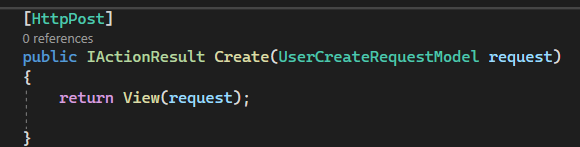 [HttpPost]
0 references
public IActionResult Create(UserCreateRequestModel request)
{
return View(request);
}